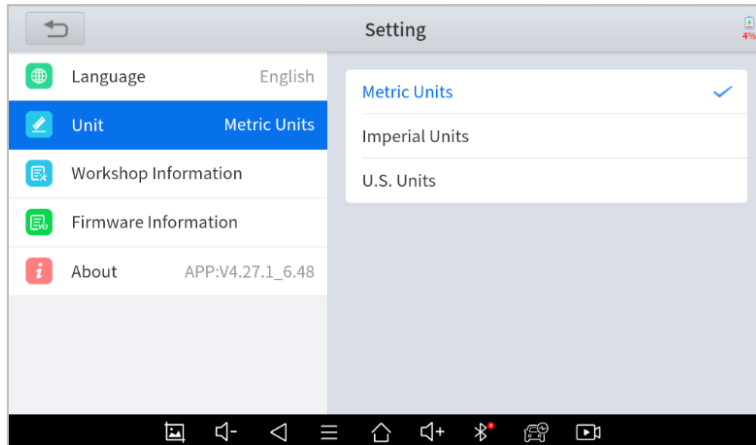 Setting
4%
Language English
Unit Metric Units
Workshop Information
Firmware Information
About APP:V4.27.1_6.48
Metric Units
Imperial Units
U.S. Units